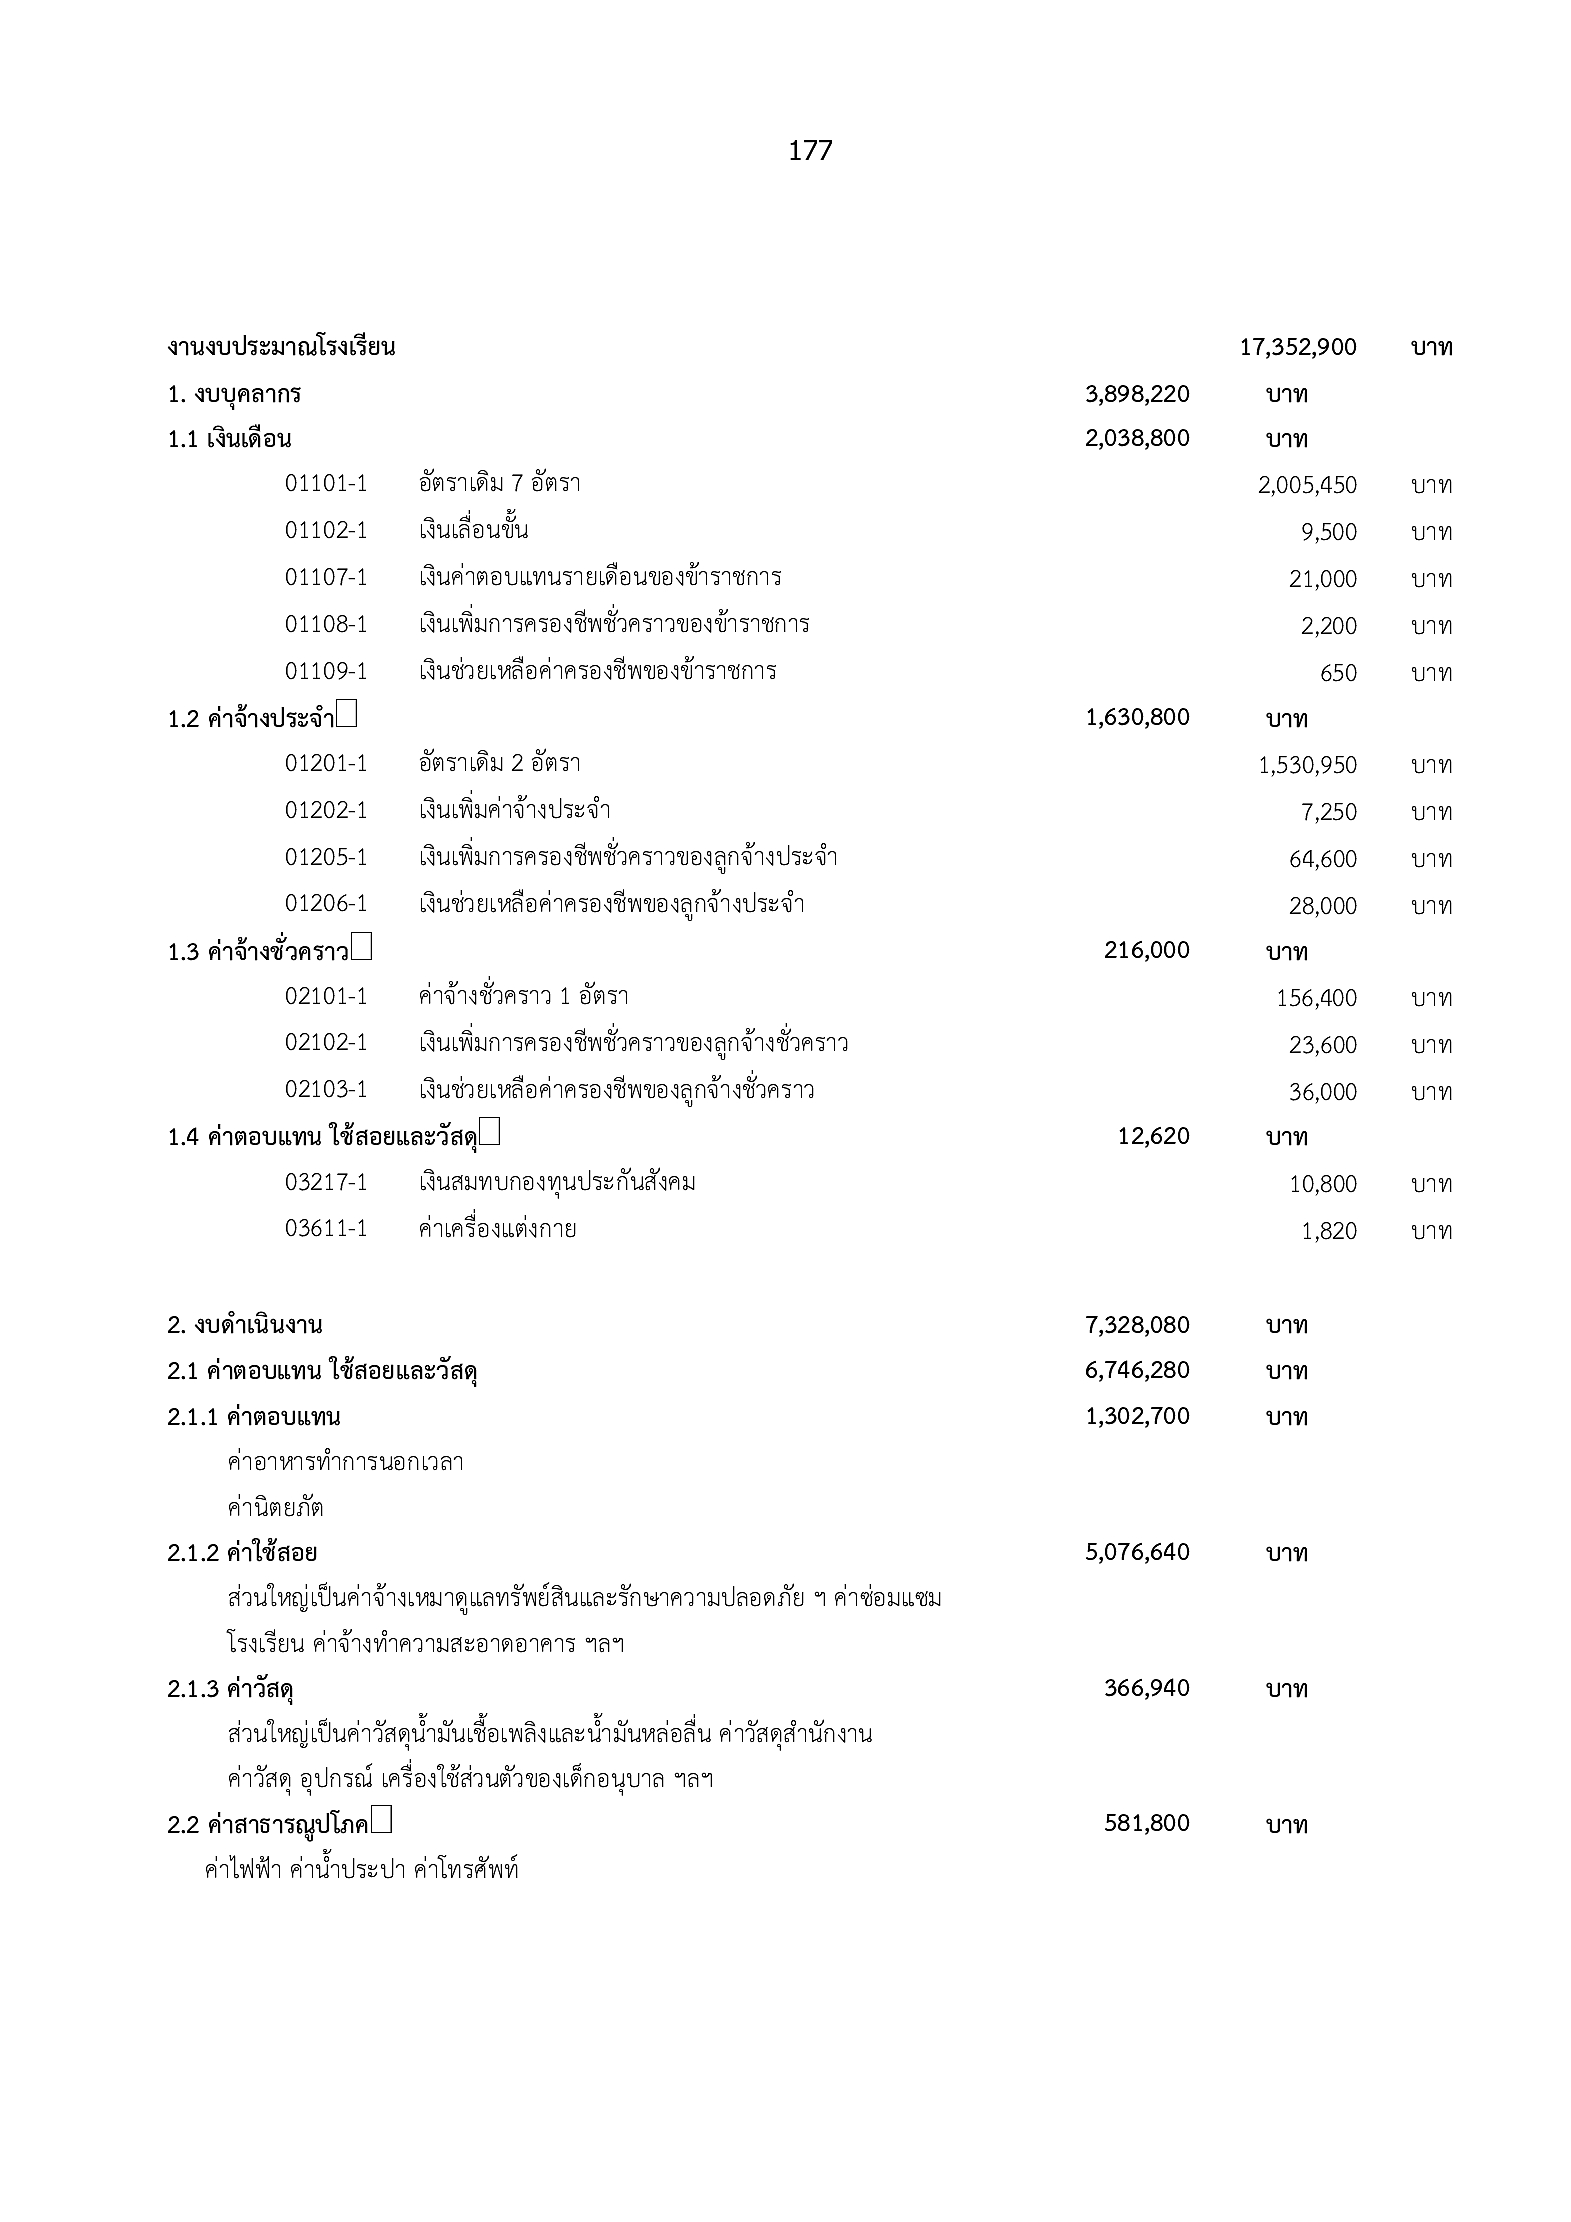 177
งานงบประมาณโรงเรียน 17,352,900 บาท
1. งบบุคลากร 3,898,220 บาท
1.1 เงินเดือน 2,038,800 บาท
01101-1 อัตราเดิม 7 อัตรา 2,005,450 บาท
01102-1 เงินเลื่อนขั้น 9,500 บาท
01107-1 เงินค่าตอบแทนรายเดือนของข้าราชการ 21,000 บาท
01108-1 เงินเพิ่มการครองชีพชั่วคราวของข้าราชการ 2,200 บาท
01109-1 เงินช่วยเหลือค่าครองชีพของข้าราชการ 650 บาท
1.2 ค่าจ้างประจำ 1,630,800 บาท
01201-1 อัตราเดิม 2 อัตรา 1,530,950 บาท
01202-1 เงินเพิ่มค่าจ้างประจำ 7,250 บาท
01205-1 เงินเพิ่มการครองชีพชั่วคราวของลูกจ้างประจำ 64,600 บาท
01206-1 เงินช่วยเหลือค่าครองชีพของลูกจ้างประจำ 28,000 บาท
1.3 ค่าจ้างชั่วคราว 216,000 บาท
02101-1 ค่าจ้างชั่วคราว 1 อัตรา 156,400 บาท
02102-1 เงินเพิ่มการครองชีพชั่วคราวของลูกจ้างชั่วคราว 23,600 บาท
02103-1 เงินช่วยเหลือค่าครองชีพของลูกจ้างชั่วคราว 36,000 บาท
1.4 ค่าตอบแทน ใช้สอยและวัสดุ 12,620 บาท
03217-1 เงินสมทบกองทุนประกันสังคม 10,800 บาท
03611-1 ค่าเครื่องแต่งกาย 1,820 บาท
2. งบดำเนินงาน 7,328,080 บาท
2.1 ค่าตอบแทน ใช้สอยและวัสดุ 6,746,280 บาท
2.1.1 ค่าตอบแทน 1,302,700 บาท
ค่าอาหารทำการนอกเวลา
ค่านิตยภัต
2.1.2 ค่าใช้สอย 5,076,640 บาท
ส่วนใหญ่เป็นค่าจ้างเหมาดูแลทรัพย์สินและรักษาความปลอดภัย ฯ ค่าซ่อมแซม
โรงเรียน ค่าจ้างทำความสะอาดอาคาร ฯลฯ
2.1.3 ค่าวัสดุ 366,940 บาท
ส่วนใหญ่เป็นค่าวัสดุน้ำมันเชื้อเพลิงและน้ำมันหล่อลื่น ค่าวัสดุสำนักงาน
ค่าวัสดุ อุปกรณ์ เครื่องใช้ส่วนตัวของเด็กอนุบาล ฯลฯ
2.2 ค่าสาธารณูปโภค 581,800 บาท
ค่าไฟฟ้า ค่าน้ำประปา ค่าโทรศัพท์